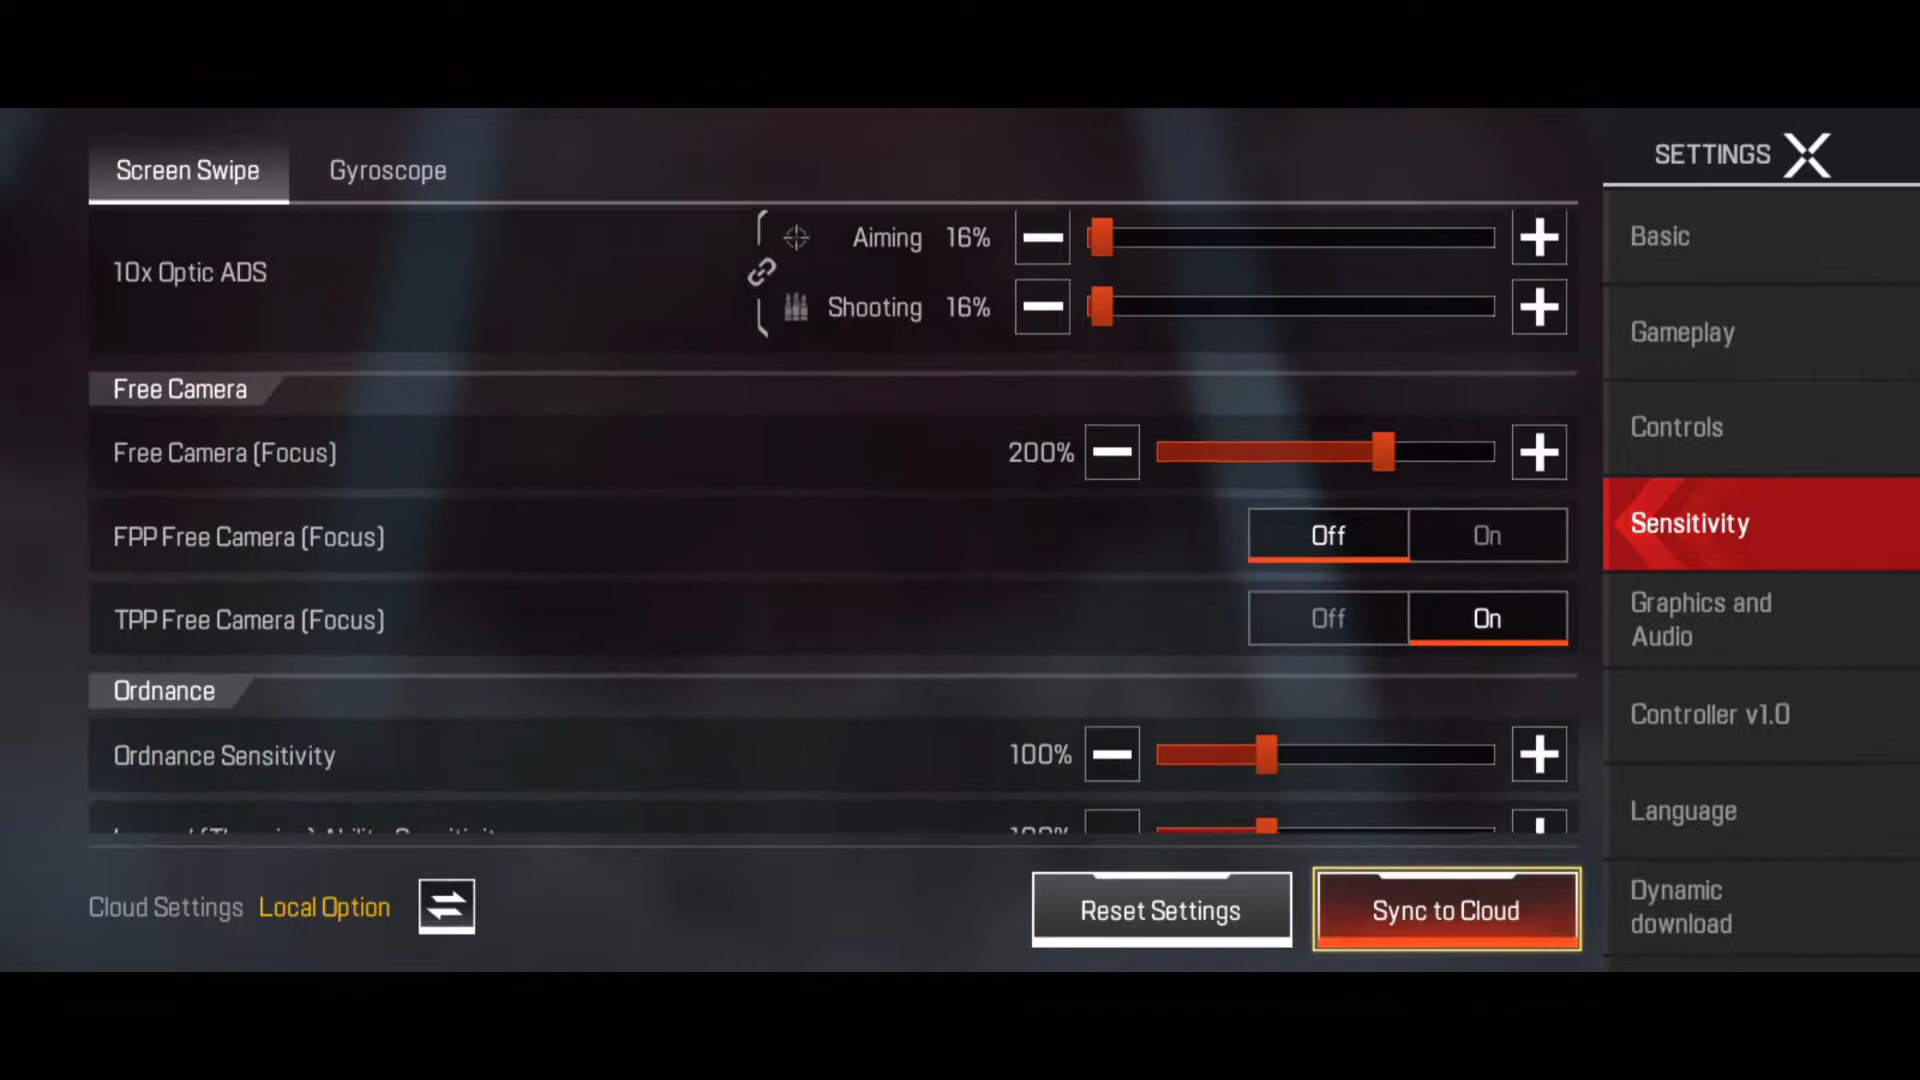 Screen Swipe Gyroscope
SETTINGS
10x Optic ADS
Aiming 16%
Shooting 16%
Free Camera
Free Camera (Focus) 200%
FPP Free Camera (Focus) Off On
TPP Free Camera (Focus) Off On
Ordnance
Ordnance Sensitivity 100%
100%
Cloud Settings Local Option
Reset Settings
Sync to Cloud
Basic
Gameplay
Controls
Sensitivity
Graphics and
Audio
Controller v1.0
Language
Dynamic
download